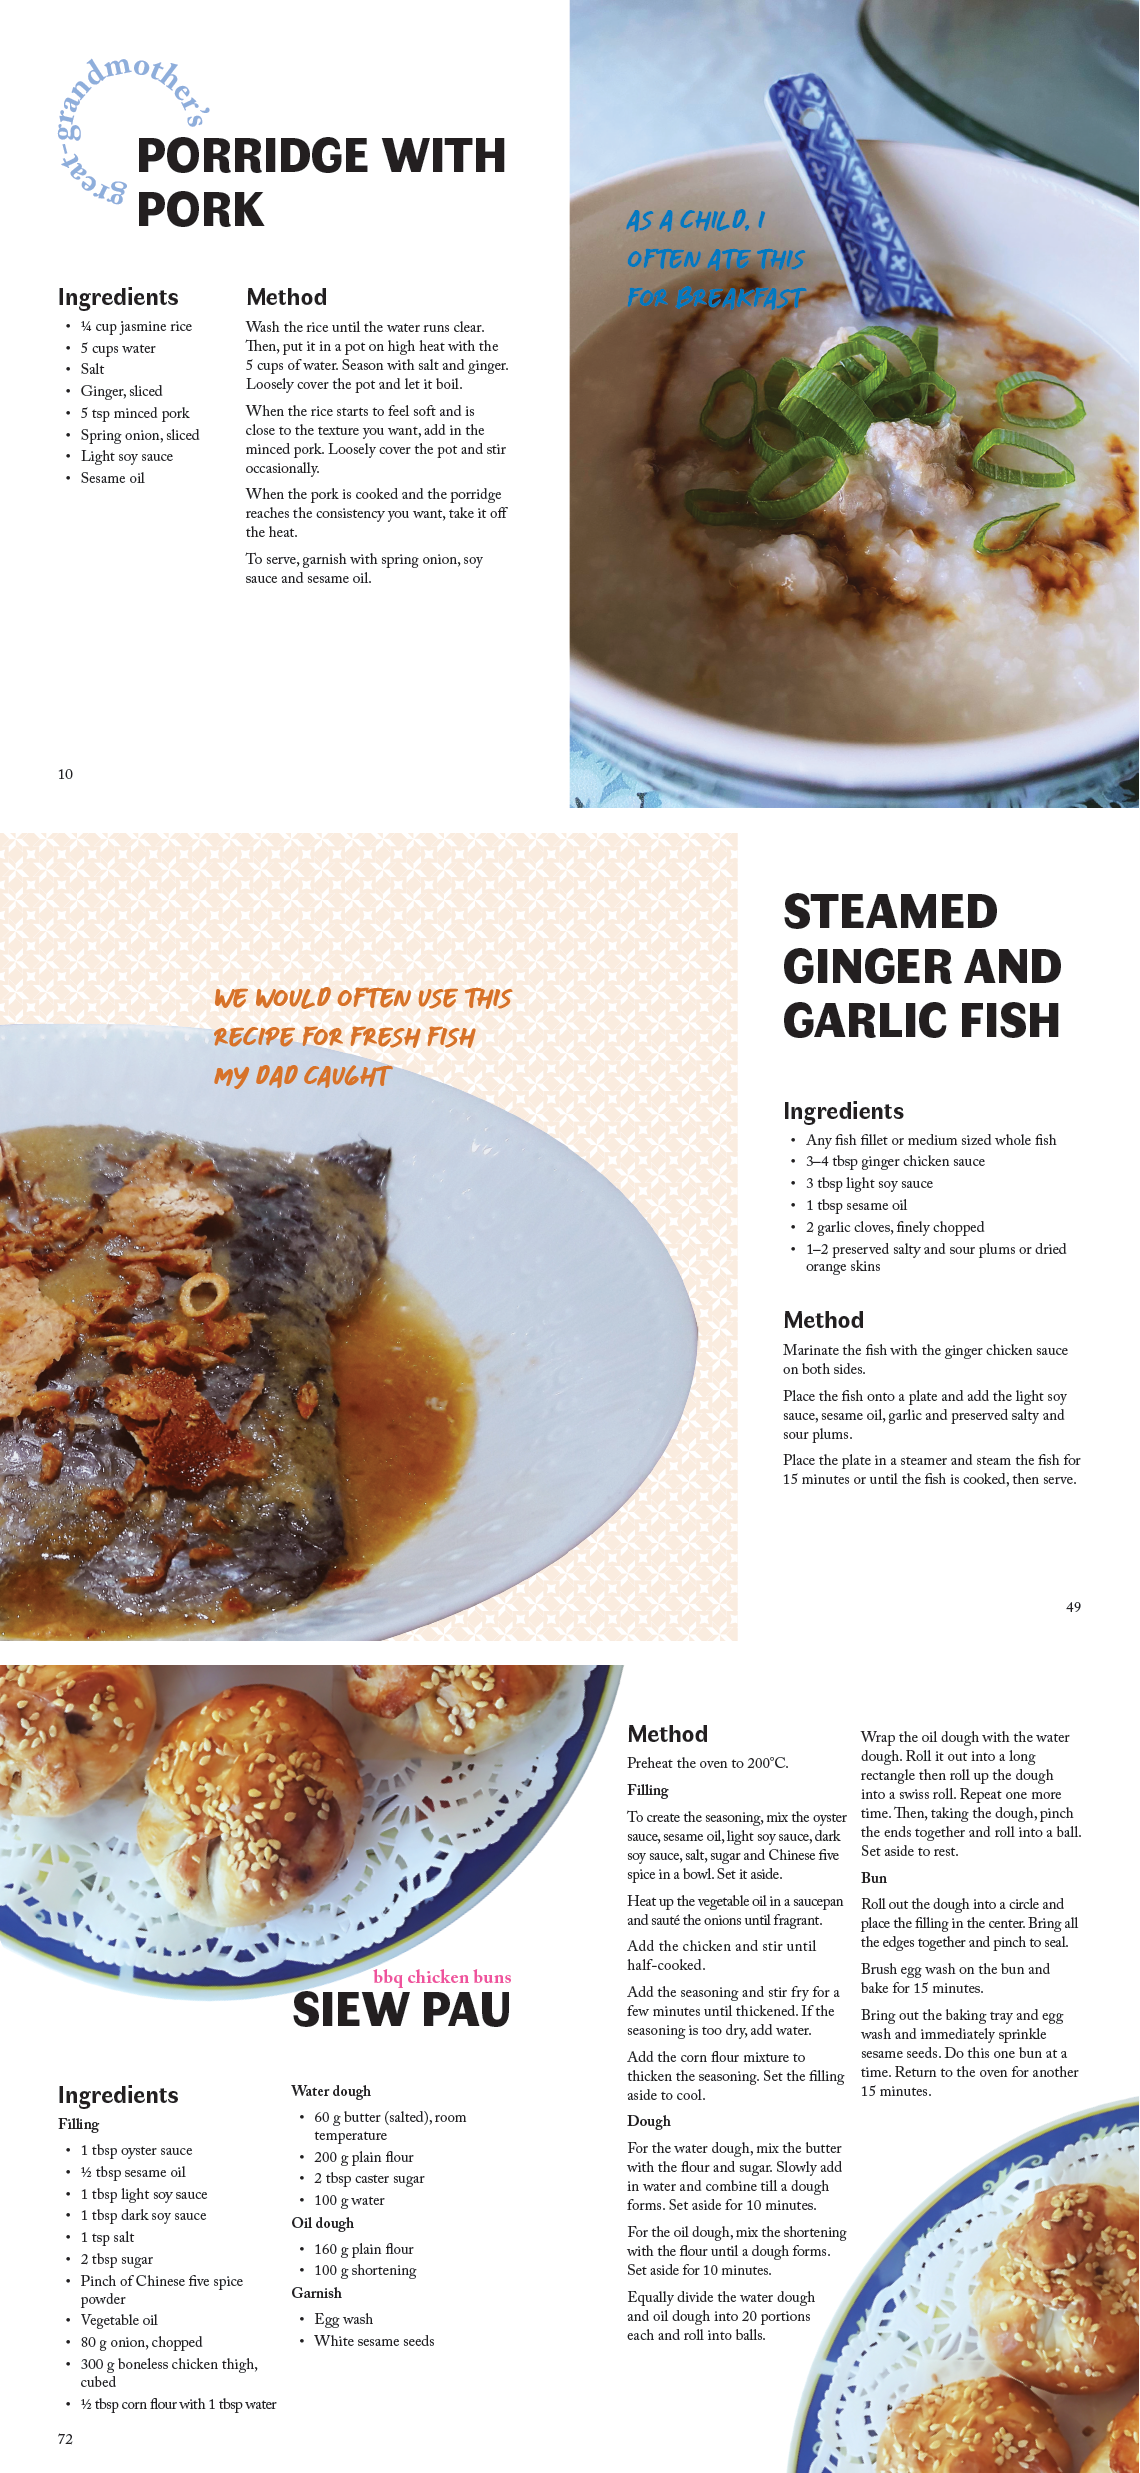 great-grandmother's
PORRIDGE WITH
PORK
Ingredients
• ¼ cup jasmine rice
• 5 cups water
• Salt
• Ginger, sliced
• 5 tsp minced pork
• Spring onion, sliced
• Light soy sauce
• Sesame oil
Method
Wash the rice until the water runs clear.
Then, put it in a pot on high heat with the
5 cups of water. Season with salt and ginger.
Loosely cover the pot and let it boil.
When the rice starts to feel soft and is
close to the texture you want, add in the
minced pork. Loosely cover the pot and stir
occasionally.
When the pork is cooked and the porridge
reaches the consistency you want, take it off
the heat.
To serve, garnish with spring onion, soy
sauce and sesame oil.
10
AS A CHILD, I
OFTEN ATE THIS
FOR BREAKFAST
WE WOULD OFTEN USE THIS
RECIPE FOR FRESH FISH
MY DAD CAUGHT
STEAMED
GINGER AND
GARLIC FISH
Ingredients
• Any fish fillet or medium sized whole fish
• 3–4 tbsp ginger chicken sauce
• 3 tbsp light soy sauce
• 1 tbsp sesame oil
• 2 garlic cloves, finely chopped
• 1–2 preserved salty and sour plums or dried
orange skins
Method
Marinate the fish with the ginger chicken sauce
on both sides.
Place the fish onto a plate and add the light soy
sauce, sesame oil, garlic and preserved salty and
sour plums.
Place the plate in a steamer and steam the fish for
15 minutes or until the fish is cooked, then serve.
49
bbq chicken buns
SIEW PAU
Ingredients
Filling
• 1 tbsp oyster sauce
• ½ tbsp sesame oil
• 1 tbsp light soy sauce
• 1 tbsp dark soy sauce
• 1 tsp salt
• 2 tbsp sugar
• Pinch of Chinese five spice
powder
• Vegetable oil
• 80 g onion, chopped
• 300 g boneless chicken thigh,
cubed
• ½ tbsp corn flour with 1 tbsp water
72
Water dough
• 60 g butter (salted), room
temperature
• 200 g plain flour
• 2 tbsp caster sugar
• 100 g water
Oil dough
• 160 g plain flour
• 100 g shortening
Garnish
• Egg wash
• White sesame seeds
Method
Preheat the oven to 200°C.
Filling
To create the seasoning, mix the oyster
sauce, sesame oil, light soy sauce, dark
soy sauce, salt, sugar and Chinese five
spice in a bowl. Set it aside.
Heat up the vegetable oil in a saucepan
and sauté the onions until fragrant.
Add the chicken and stir until
half-cooked.
Add the seasoning and stir fry for a
few minutes until thickened. If the
seasoning is too dry, add water.
Add the corn flour mixture to
thicken the seasoning. Set the filling
aside to cool.
Dough
For the water dough, mix the butter
with the flour and sugar. Slowly add
in water and combine till a dough
forms. Set aside for 10 minutes.
For the oil dough, mix the shortening
with the flour until a dough forms.
Set aside for 10 minutes.
Equally divide the water dough
and oil dough into 20 portions
each and roll into balls.
Wrap the oil dough with the water
dough. Roll it out into a long
rectangle then roll up the dough
into a swiss roll. Repeat one more
time. Then, taking the dough, pinch
the ends together and roll into a ball.
Set aside to rest.
Bun
Roll out the dough into a circle and
place the filling in the center. Bring all
the edges together and pinch to seal.
Brush egg wash on the bun and
bake for 15 minutes.
Bring out the baking tray and egg
wash and immediately sprinkle
sesame seeds. Do this one bun at a
time. Return to the oven for another
15 minutes.